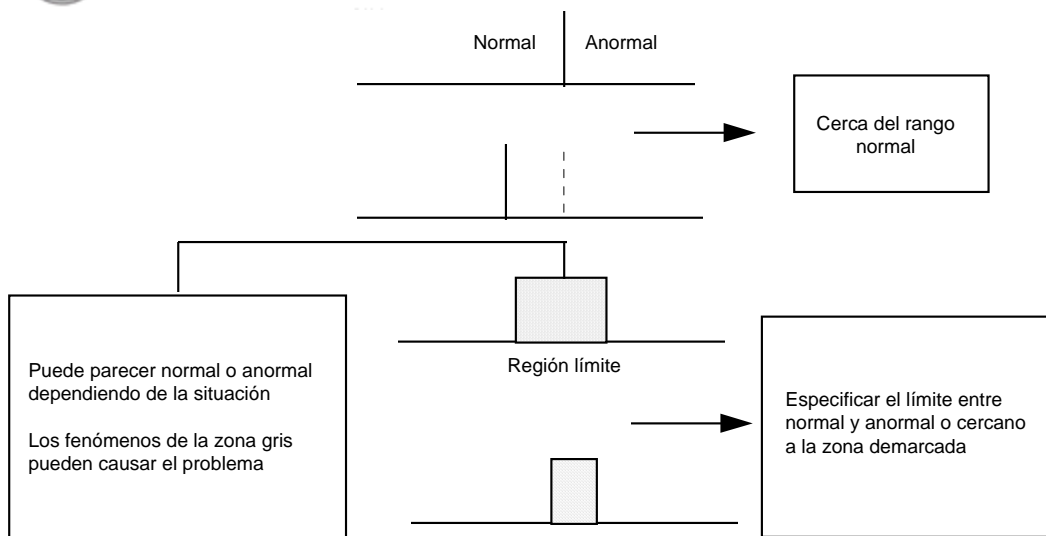 Normal
Anormal
Cerca del rango
normal
Puede parecer normal o anormal
dependiendo de la situación
Los fenómenos de la zona gris
pueden causar el problema
Región límite
Especificar el límite entre
normal y anormal o cercano
a la zona demarcada